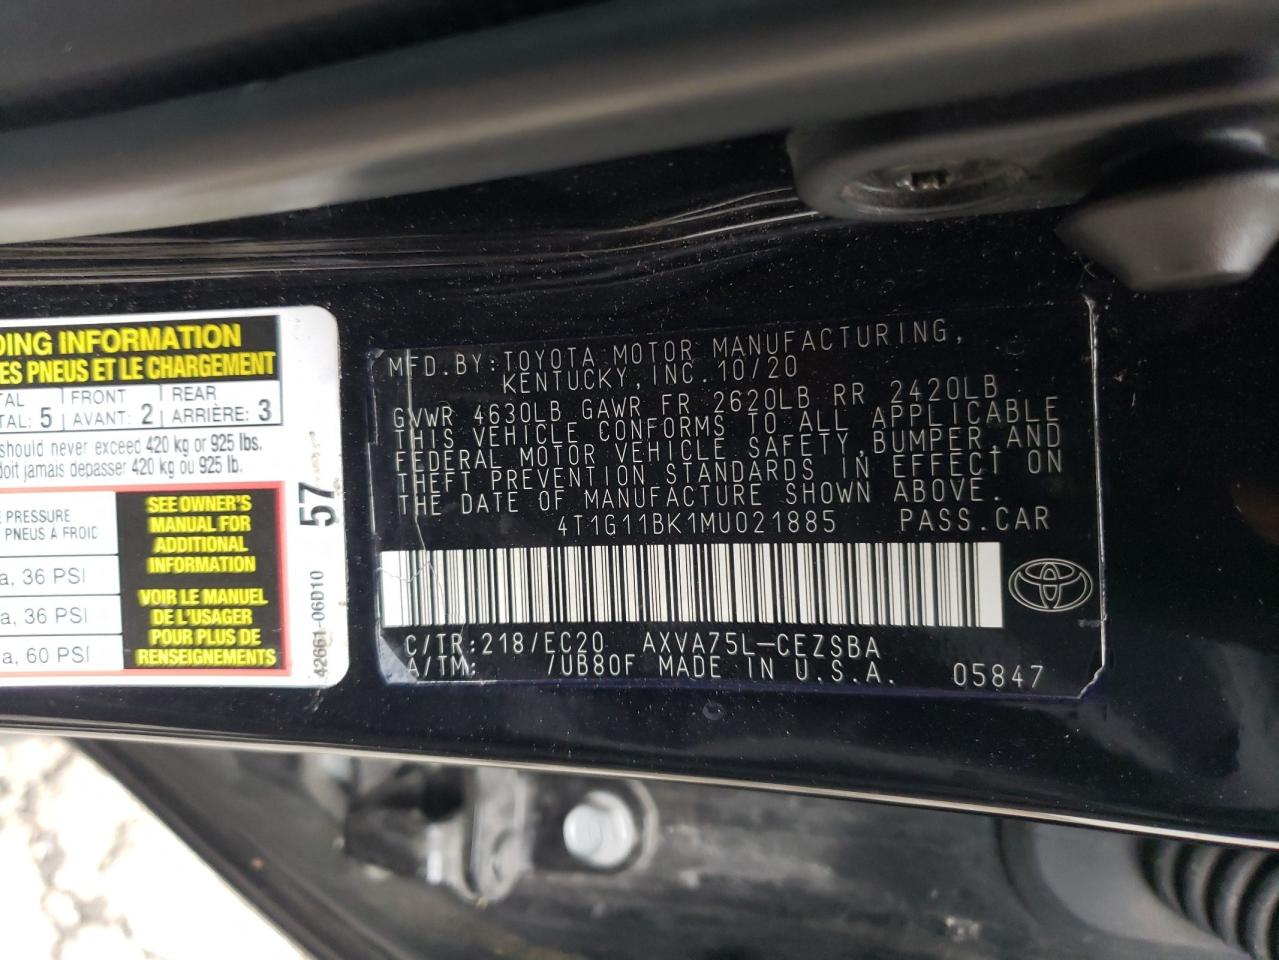 DING INFORMATION
ES PNEUS ET LE CHARGEMENT
TAL FRONT REAR
TAL: 5 AVANT: 2 ARRIÈRE: 3
should never exceed 420 kg or 925 lbs.
doit jamais dépasser 420 kg ou 925 lb.
PRESSURE
PNEUS À FROID
a, 36 PSI
a, 36 PSI
a, 60 PSI
SEE OWNER'S
MANUAL FOR
ADDITIONAL
INFORMATION
VOIR LE MANUEL
DE L'USAGER
POUR PLUS DE
RENSEIGNEMENTS
57
42661-06D10
MFD.BY:TOYOTA MOTOR MANUFACTURING,
KENTUCKY,INC.10/20
GVWR 4630LB GAWR FR 2620LB RR 2420LB
THIS VEHICLE CONFORMS TO ALL APPLICABLE
FEDERAL MOTOR VEHICLE SAFETY,BUMPER,AND
THEFT PREVENTION STANDARDS IN EFFECT ON
THE DATE OF MANUFACTURE SHOWN ABOVE.
4T1G11BK1MU021885 PASS.CAR
C/TR:218/EC20 AXVA75L-CEZSBA
A/TM: /UB80F MADE IN U.S.A. 05847